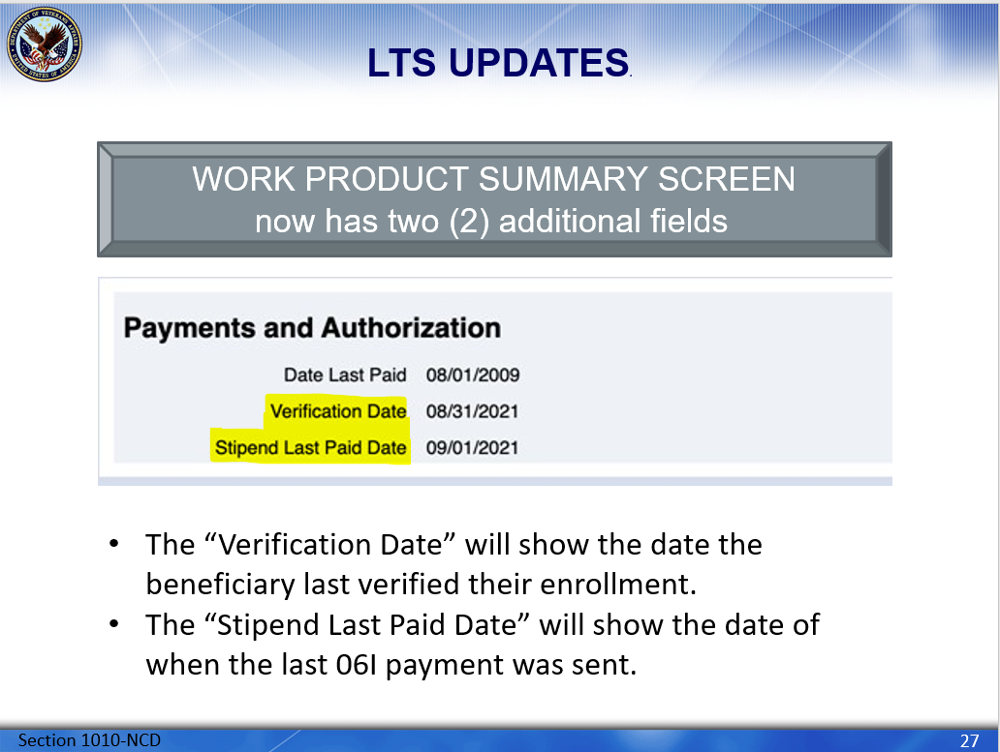 LTS UPDATES.
WORK PRODUCT SUMMARY SCREEN
now has two (2) additional fields
Payments and Authorization
Date Last Paid 08/01/2009
Verification Date 08/31/2021
Stipend Last Paid Date 09/01/2021
• The “Verification Date” will show the date the
beneficiary last verified their enrollment.
• The “Stipend Last Paid Date” will show the date of
when the last 06I payment was sent.
Section 1010-NCD
27